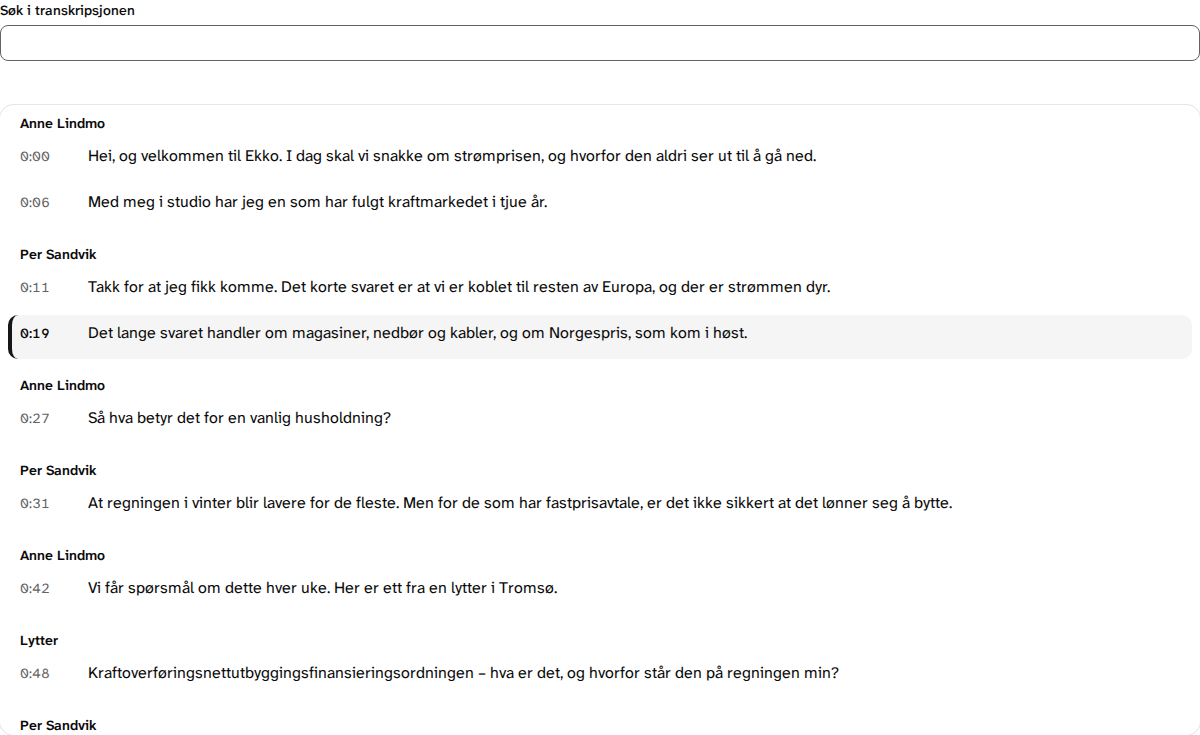 Søk i transkripsjonen
Anne Lindmo
0:00 Hei, og velkommen til Ekko. I dag skal vi snakke om strømprisen, og hvorfor den aldri ser ut til å gå ned.
0:06 Med meg i studio har jeg en som har fulgt kraftmarkedet i tjue år.
Per Sandvik
0:11 Takk for at jeg fikk komme. Det korte svaret er at vi er koblet til resten av Europa, og der er strømmen dyr.
0:19 Det lange svaret handler om magasiner, nedbør og kabler, og om Norgespris, som kom i høst.
Anne Lindmo
0:27 Så hva betyr det for en vanlig husholdning?
Per Sandvik
0:31 At regningen i vinter blir lavere for de fleste. Men for de som har fastprisavtale, er det ikke sikkert at det lønner seg å bytte.
Anne Lindmo
0:42 Vi får spørsmål om dette hver uke. Her er ett fra en lytter i Tromsø.
Lytter
0:48 Kraftoverføringsnettutbyggingsfinansieringsordningen – hva er det, og hvorfor står den på regningen min?
Per Sandvik